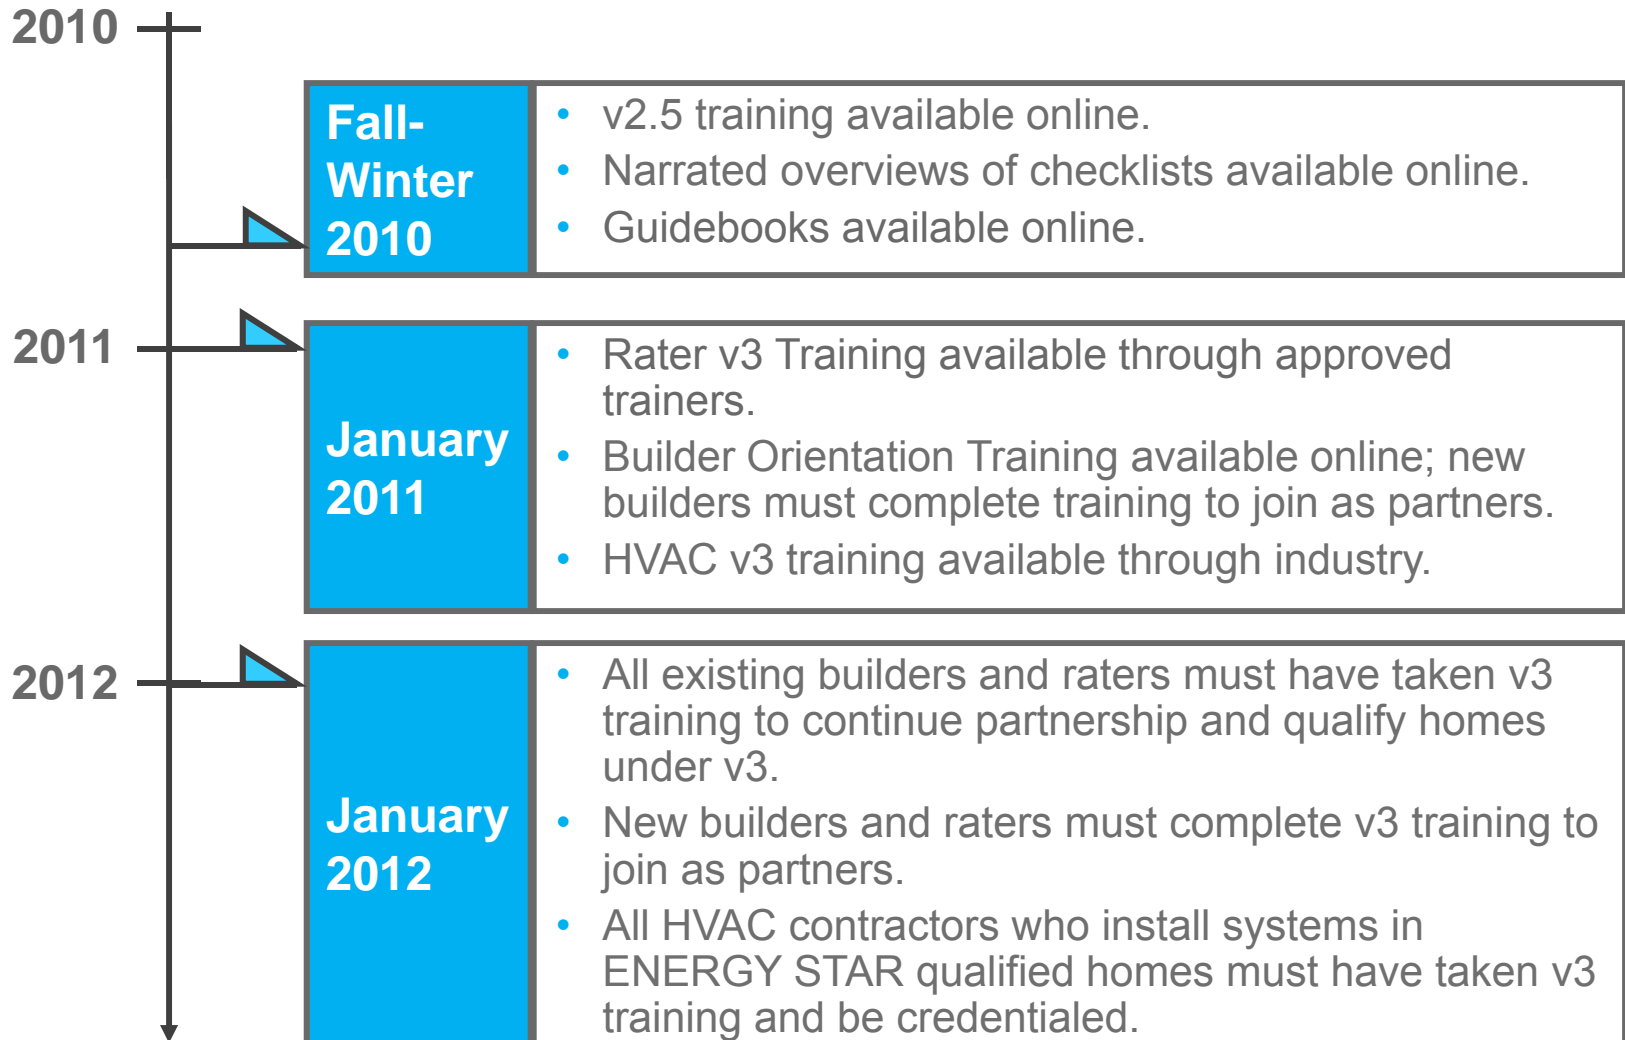 2010
Fall-
Winter
2010
• v2.5 training available online.
• Narrated overviews of checklists available online.
• Guidebooks available online.
2011
January
2011
• Rater v3 Training available through approved
trainers.
• Builder Orientation Training available online; new
builders must complete training to join as partners.
• HVAC v3 training available through industry.
2012
January
2012
• All existing builders and raters must have taken v3
training to continue partnership and qualify homes
under v3.
• New builders and raters must complete v3 training to
join as partners.
• All HVAC contractors who install systems in
ENERGY STAR qualified homes must have taken v3
training and be credentialed.